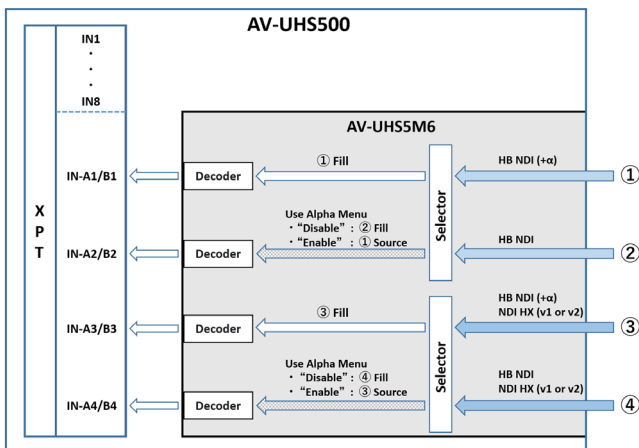 AV-UHS500
IN1
・
・
・
IN8
AV-UHS5M6
① Fill
HB NDI (+α)
①
IN-A1/B1
Decoder
Selector
Use Alpha Menu
・ “Disable” : ② Fill
・ “Enable” : ① Source
HB NDI
②
IN-A2/B2
Decoder
X
P
T
③ Fill
HB NDI (+α)
NDI HX (v1 or v2)
③
IN-A3/B3
Decoder
Selector
Use Alpha Menu
・ “Disable” : ④ Fill
・ “Enable” : ③ Source
HB NDI
NDI HX (v1 or v2)
④
IN-A4/B4
Decoder